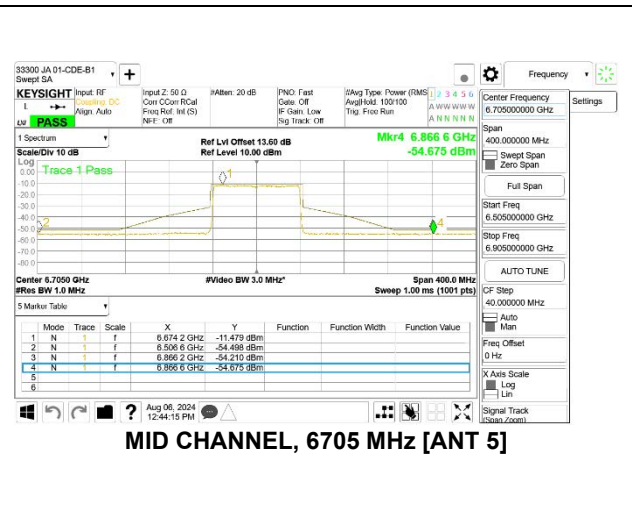 33300 JA 01-CDE-B1
Swept SA
Frequency
Settings
KEYSIGHT
PASS
Input: RF
Coupling: DC
Align: Auto
Input Z: 50 Ω
Corr CCorr RCal
Freq Ref: Int (S)
NFE: Off
#Atten: 20 dB
PNO: Fast
Gate: Off
IF Gain: Low
Sig Track: Off
#Avg Type: Power (RMS)
Avg|Hold: 100/100
Trig: Free Run
1 2 3 4 5 6
A W W W W W
A N N N N N
1 Spectrum
Scale/Div 10 dB
Ref Lvl Offset 13.60 dB
Ref Level 10.00 dBm
Mkr4 6.866 6 GHz
-54.675 dBm
Log
Trace 1 Pass
0.00
-10.0
-20.0
-30.0
-40.0
-50.0
-60.0
-70.0
-80.0
1
2
4
Center 6.7050 GHz
#Res BW 1.0 MHz
#Video BW 3.0 MHz*
Span 400.0 MHz
Sweep 1.00 ms (1001 pts)
5 Marker Table
Mode Trace Scale X Y Function Function Width Function Value
1 N 1 f 6.674 2 GHz -11.479 dBm
2 N 1 f 6.506 6 GHz -54.498 dBm
3 N 1 f 6.866 2 GHz -54.210 dBm
4 N 1 f 6.866 6 GHz -54.675 dBm
5
6
Aug 06, 2024
12:44:15 PM
Center Frequency
6.705000000 GHz
Span
400.000000 MHz
Swept Span
Zero Span
Full Span
Start Freq
6.505000000 GHz
Stop Freq
6.905000000 GHz
AUTO TUNE
CF Step
40.000000 MHz
Auto
Man
Freq Offset
0 Hz
X Axis Scale
Log
Lin
Signal Track
(Span Zoom)
MID CHANNEL, 6705 MHz [ANT 5]